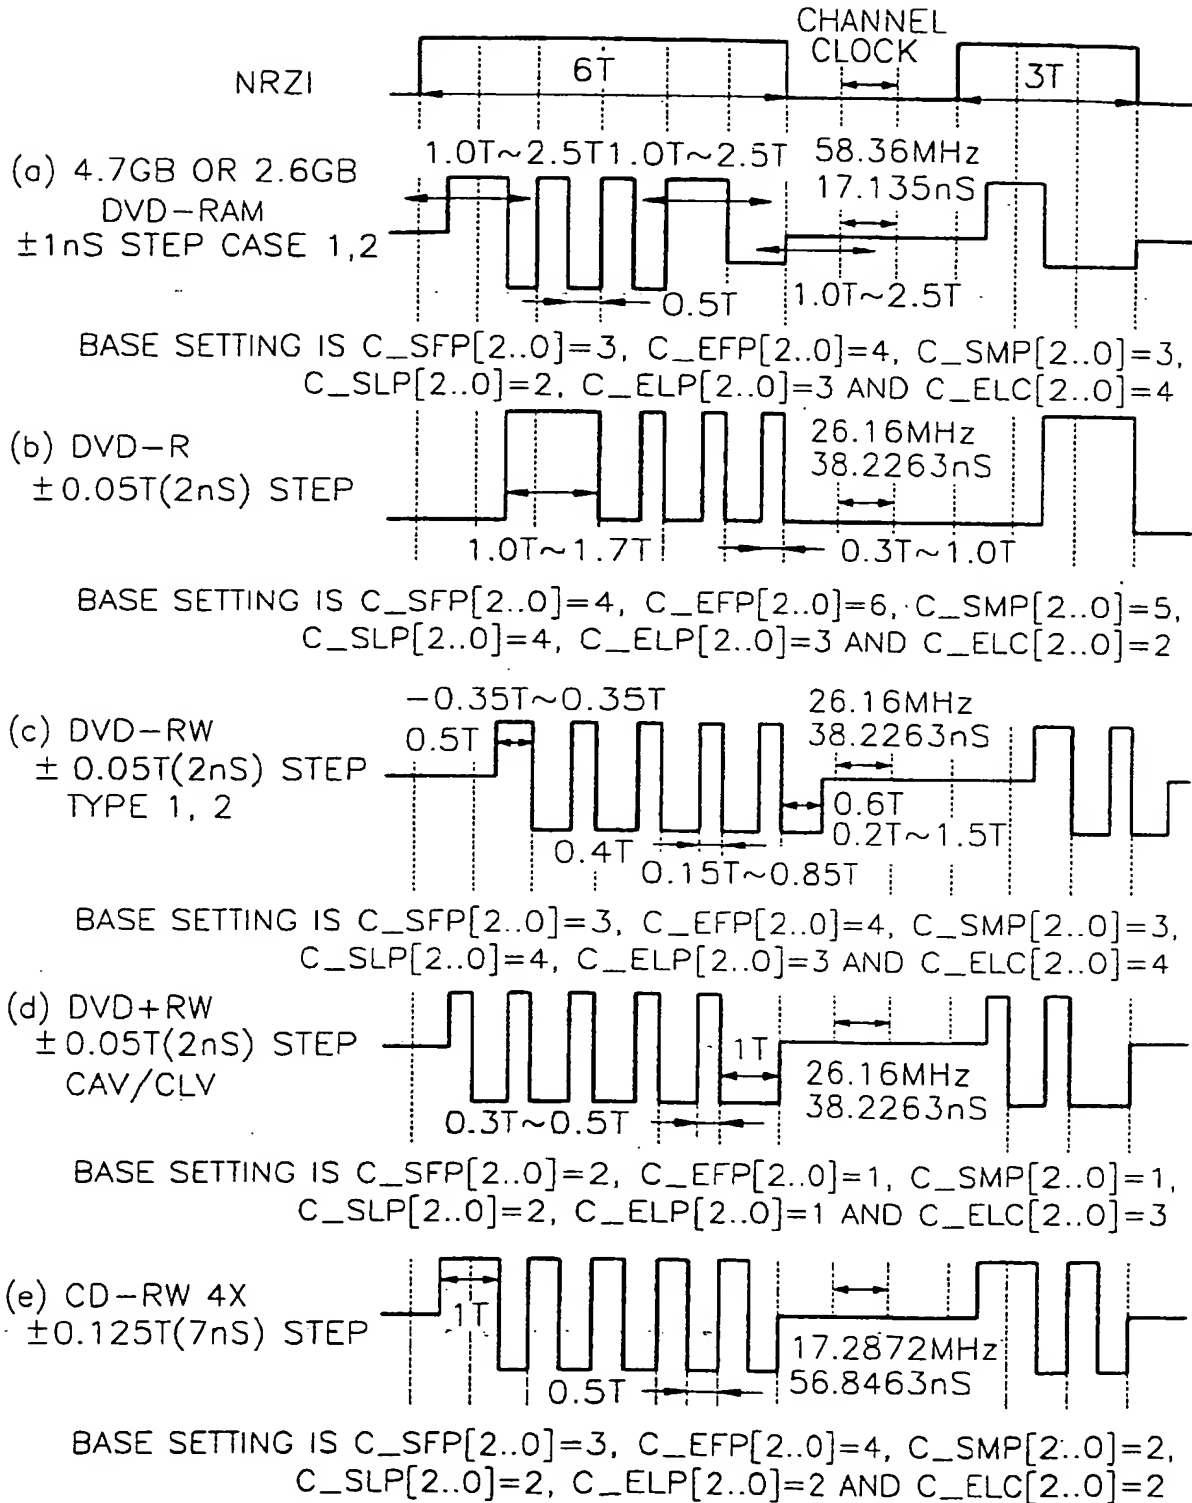 CHANNEL
CLOCK
NRZI
6T
3T
(a) 4.7GB OR 2.6GB
DVD-RAM
±1nS STEP CASE 1,2
1.0T~2.5T 1.0T~2.5T
58.36MHz
17.135nS
0.5T
1.0T~2.5T
BASE SETTING IS C_SFP[2..0]=3, C_EFP[2..0]=4, C_SMP[2..0]=3,
C_SLP[2..0]=2, C_ELP[2..0]=3 AND C_ELC[2..0]=4
(b) DVD-R
±0.05T(2nS) STEP
26.16MHz
38.2263nS
1.0T~1.7T
0.3T~1.0T
BASE SETTING IS C_SFP[2..0]=4, C_EFP[2..0]=6, C_SMP[2..0]=5,
C_SLP[2..0]=4, C_ELP[2..0]=3 AND C_ELC[2..0]=2
(c) DVD-RW
± 0.05T(2nS) STEP
TYPE 1, 2
-0.35T~0.35T
0.5T
26.16MHz
38.2263nS
0.6T
0.2T~1.5T
0.4T
0.15T~0.85T
BASE SETTING IS C_SFP[2..0]=3, C_EFP[2..0]=4, C_SMP[2..0]=3,
C_SLP[2..0]=4, C_ELP[2..0]=3 AND C_ELC[2..0]=4
(d) DVD+RW
±0.05T(2nS) STEP
CAV/CLV
1T
26.16MHz
38.2263nS
0.3T~0.5T
BASE SETTING IS C_SFP[2..0]=2, C_EFP[2..0]=1, C_SMP[2..0]=1,
C_SLP[2..0]=2, C_ELP[2..0]=1 AND C_ELC[2..0]=3
(e) CD-RW 4X
±0.125T(7nS) STEP
1T
17.2872MHz
56.8463nS
0.5T
BASE SETTING IS C_SFP[2..0]=3, C_EFP[2..0]=4, C_SMP[2..0]=2,
C_SLP[2..0]=2, C_ELP[2..0]=2 AND C_ELC[2..0]=2